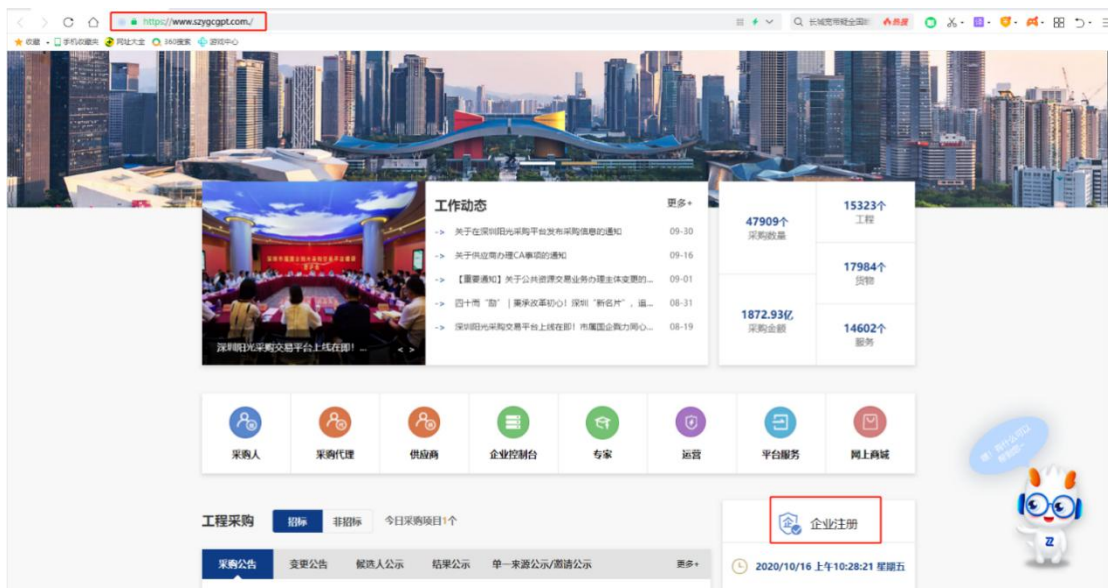 https://www.szygcgpt.com./
长城宽带疑全国
热搜
收藏 手机收藏夹 网址大全 360搜索 游戏中心
工作动态 更多+
-> 关于在深圳阳光采购平台发布采购信息的通知 09-30
-> 关于供应商办理CA事项的通知 09-16
-> 【重要通知】关于公共资源交易业务办理主体变更的... 09-01
-> 四十而“励”｜秉承改革初心！深圳“新名片”，追... 08-31
-> 深圳阳光采购交易平台上线在即！市属国企勠力同心... 08-19
深圳阳光采购交易平台上线在即！...
< >
47909个
采购数量
1872.93亿
采购金额
15323个
工程
17984个
货物
14602个
服务
采购人 采购代理 供应商 企业控制台 专家 运营 平台服务 网上商城
工程采购 招标 非招标 今日采购项目1个
企业注册
采购公告 变更公告 候选人公示 结果公示 单一来源公示/邀请公示 更多+
2020/10/16 上午10:28:21 星期五